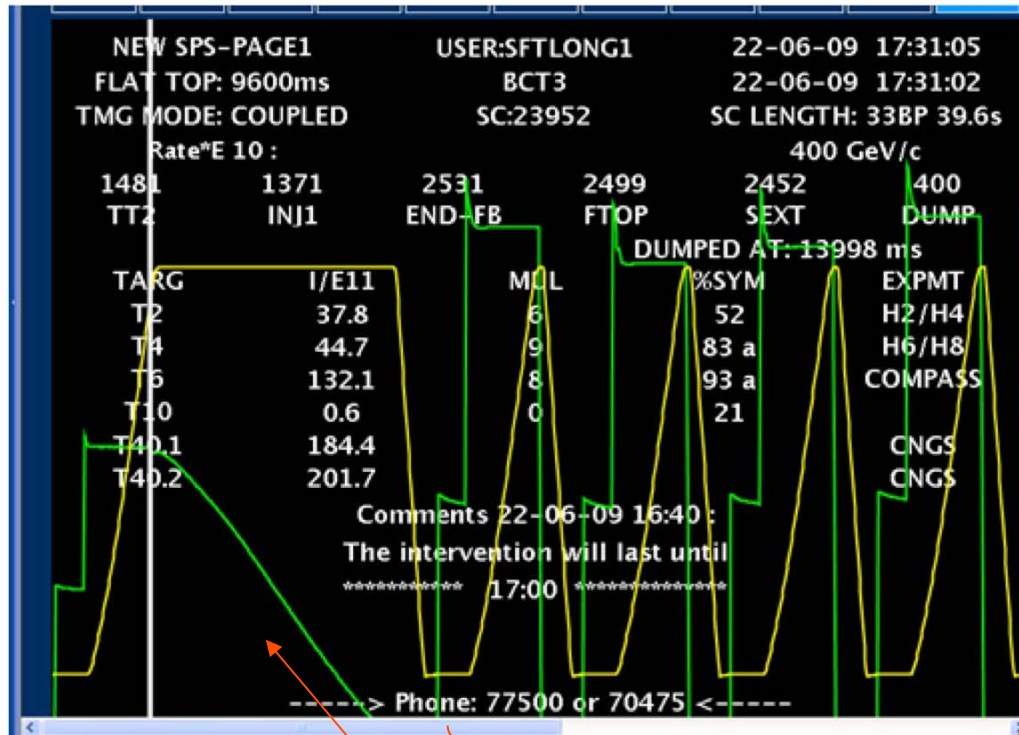 NEW SPS-PAGE1 USER:SFTLONG1 22-06-09 17:31:05
FLAT TOP: 9600ms BCT3 22-06-09 17:31:02
TMG MODE: COUPLED SC:23952 SC LENGTH: 33BP 39.6s
Rate*E 10 : 400 GeV/c
1481 1371 2531 2499 2452 400
TT2 INJ1 END-FB FTOP SEXT DUMP
DUMPED AT: 13998 ms
TARG I/E11 MUL %SYM EXPMT
T2 37.8 6 52 H2/H4
T4 44.7 9 83 a H6/H8
T6 132.1 8 93 a COMPASS
T10 0.6 0 21
T40.1 184.4 CNGS
T40.2 201.7 CNGS
Comments 22-06-09 16:40 :
The intervention will last until
*********** 17:00 **************
-----> Phone: 77500 or 70475 <-----